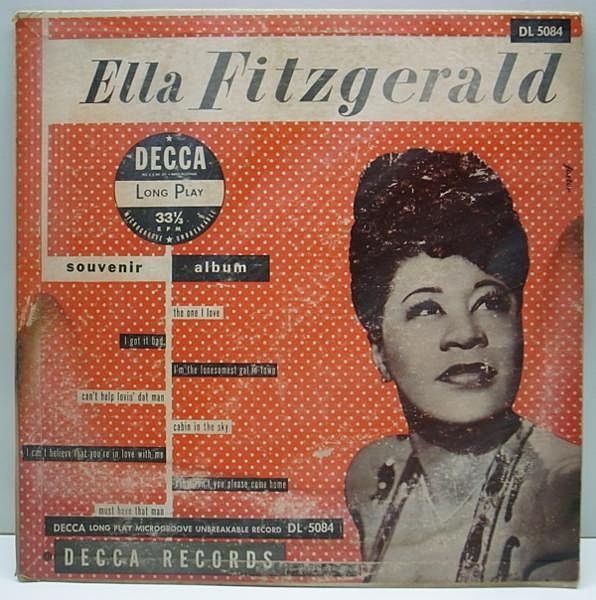 DL 5084
Ella Fitzgerald
DECCA
LONG PLAY
33⅓
RPM
MICROGROOVE UNBREAKABLE
souvenir album
the one I love
I got it bad
I'm the lonesomest gal in town
can't help lovin' dat man
cabin in the sky
I can't believe that you're in love with me
you please come home
must have that man
DECCA LONG PLAY MICROGROOVE UNBREAKABLE RECORD DL 5084
DECCA RECORDS